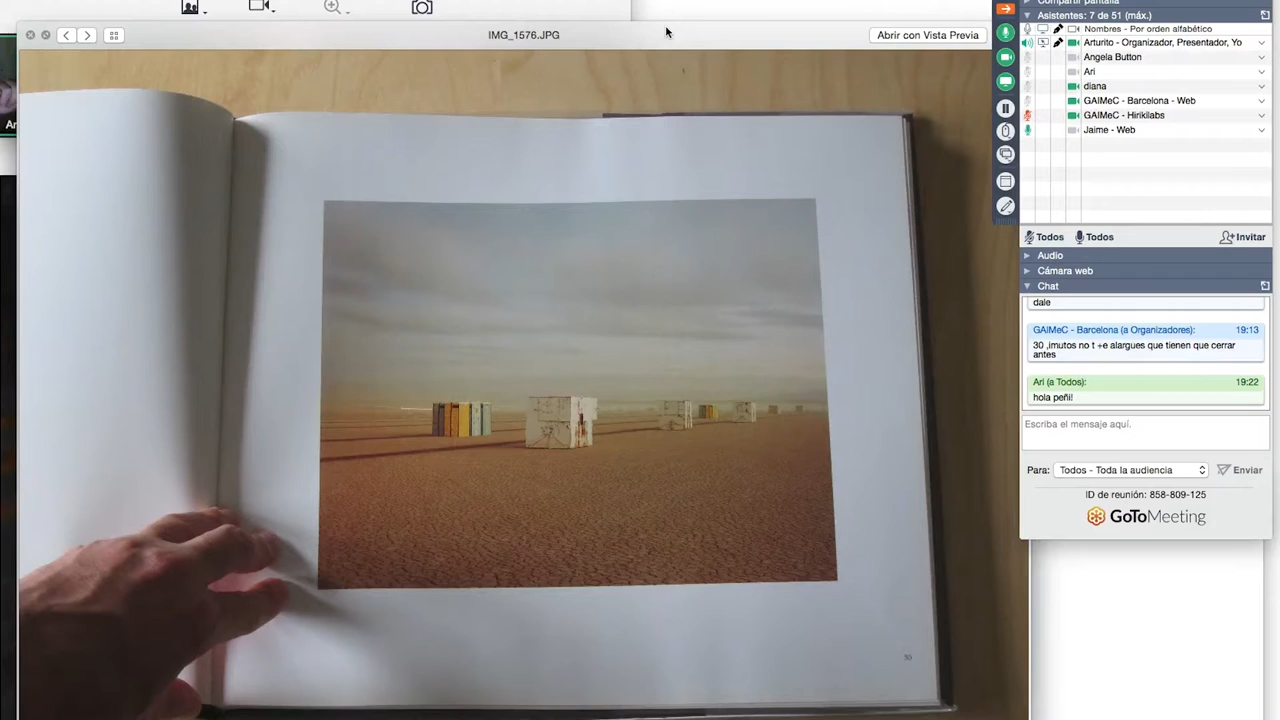 Compartir pantalla
IMG_1576.JPG
Abrir con Vista Previa
Asistentes: 7 de 51 (máx.)
Nombres - Por orden alfabético
Arturito - Organizador, Presentador, Yo
Angela Button
Ari
diana
GAIMeC - Barcelona - Web
GAIMeC - Hirikilabs
Jaime - Web
Todos
Todos
Invitar
Audio
Cámara web
Chat
dale
GAIMeC - Barcelona (a Organizadores): 19:13
30 ,imutos no t +e alargues que tienen que cerrar
antes
Ari (a Todos): 19:22
hola peñi!
Escriba el mensaje aquí.
Para: Todos - Toda la audiencia Enviar
ID de reunión: 858-809-125
GoToMeeting